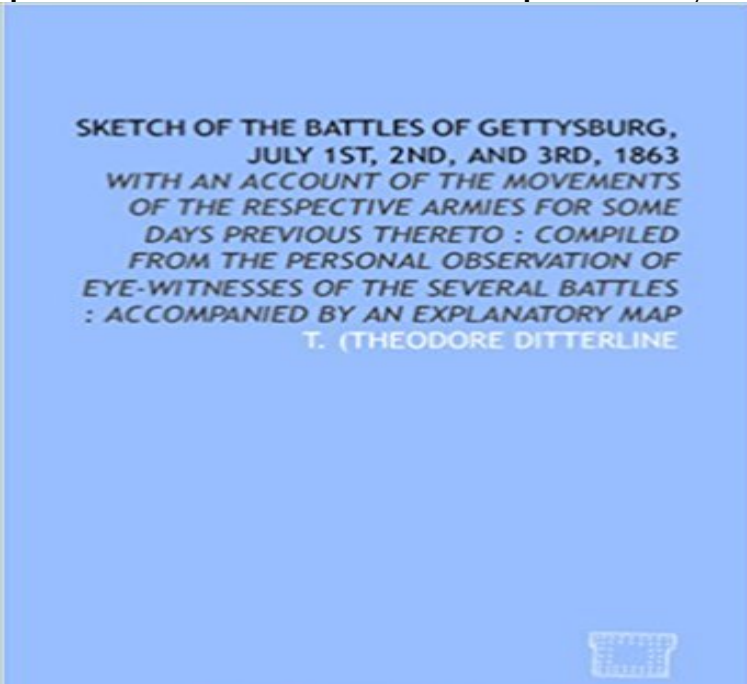 SKETCH OF THE BATTLES OF GETTYSBURG,
JULY 1ST, 2ND, AND 3RD, 1863
WITH AN ACCOUNT OF THE MOVEMENTS
OF THE RESPECTIVE ARMIES FOR SOME
DAYS PREVIOUS THERETO : COMPILED
FROM THE PERSONAL OBSERVATION OF
EYE-WITNESSES OF THE SEVERAL BATTLES
: ACCOMPANIED BY AN EXPLANATORY MAP
T. (THEODORE DITTERLINE